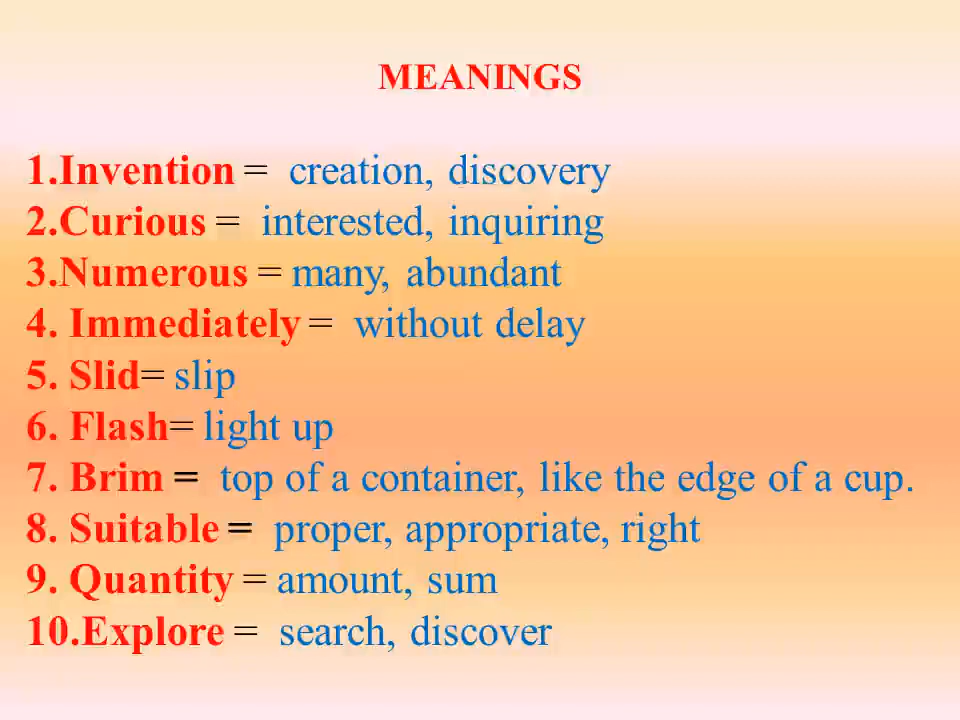 MEANINGS
1.Invention = creation, discovery
2.Curious = interested, inquiring
3.Numerous = many, abundant
4. Immediately = without delay
5. Slid= slip
6. Flash= light up
7. Brim = top of a container, like the edge of a cup.
8. Suitable = proper, appropriate, right
9. Quantity = amount, sum
10.Explore = search, discover